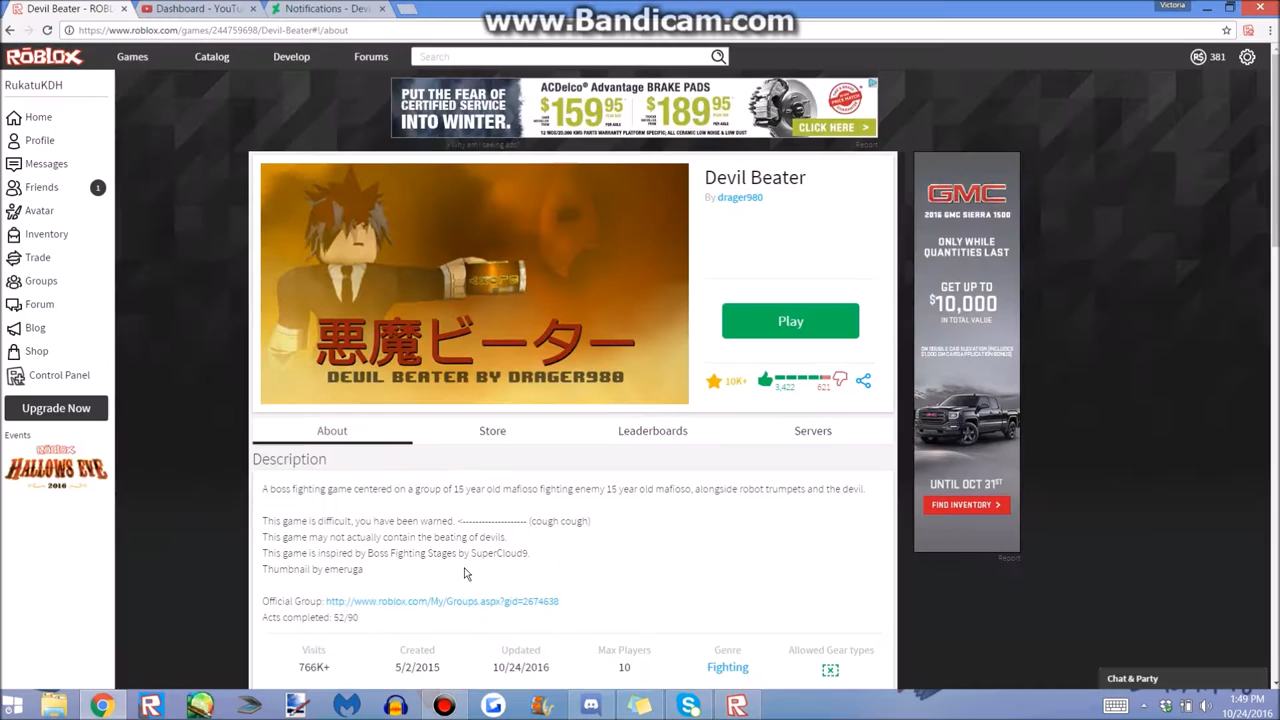 www.Bandicam.com
Devil Beater - ROBL
Dashboard - YouTu
Notifications - Devi
Victoria
https://www.roblox.com/games/244759698/Devil-Beater#!/about
ROBLOX
Games
Catalog
Develop
Forums
Search
381
RukatuKDH
Home
Profile
Messages
Friends
1
Avatar
Inventory
Trade
Groups
Forum
Blog
Shop
Control Panel
Upgrade Now
Events
ROBLOX
HALLOWS EVE
2016
PUT THE FEAR OF
CERTIFIED SERVICE
INTO WINTER.
ACDelco® Advantage BRAKE PADS
$159.95
$189.95
CLICK HERE >
Why am I seeing ads?
Report
悪魔ビーター
DEVIL BEATER BY DRAGER980
Devil Beater
By drager980
Play
10K+
3,422
621
About
Store
Leaderboards
Servers
Description
A boss fighting game centered on a group of 15 year old mafioso fighting enemy 15 year old mafioso, alongside robot trumpets and the devil.
This game is difficult, you have been warned. <------------------- (cough cough)
This game may not actually contain the beating of devils.
This game is inspired by Boss Fighting Stages by SuperCloud9.
Thumbnail by emeruga
Official Group: http://www.roblox.com/My/Groups.aspx?gid=2674638
Acts completed: 52/90
Visits
Created
Updated
Max Players
Genre
Allowed Gear types
766K+
5/2/2015
10/24/2016
10
Fighting
GMC
2016 GMC SIERRA 1500
ONLY WHILE
QUANTITIES LAST
GET UP TO
$10,000
IN TOTAL VALUE
UNTIL OCT 31ST
FIND INVENTORY >
Report
Chat & Party
1:49 PM
10/24/2016